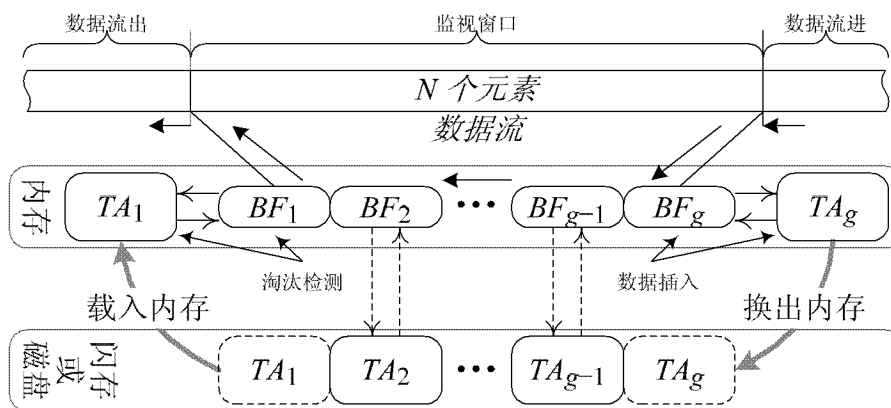 数据流出 监视窗口 数据流进
N 个元素
数据流
内存 TA1 BF1 BF2 ••• BFg−1 BFg TAg
淘汰检测 数据插入
载入内存 换出内存
闪存或磁盘 TA1 TA2 ••• TAg−1 TAg